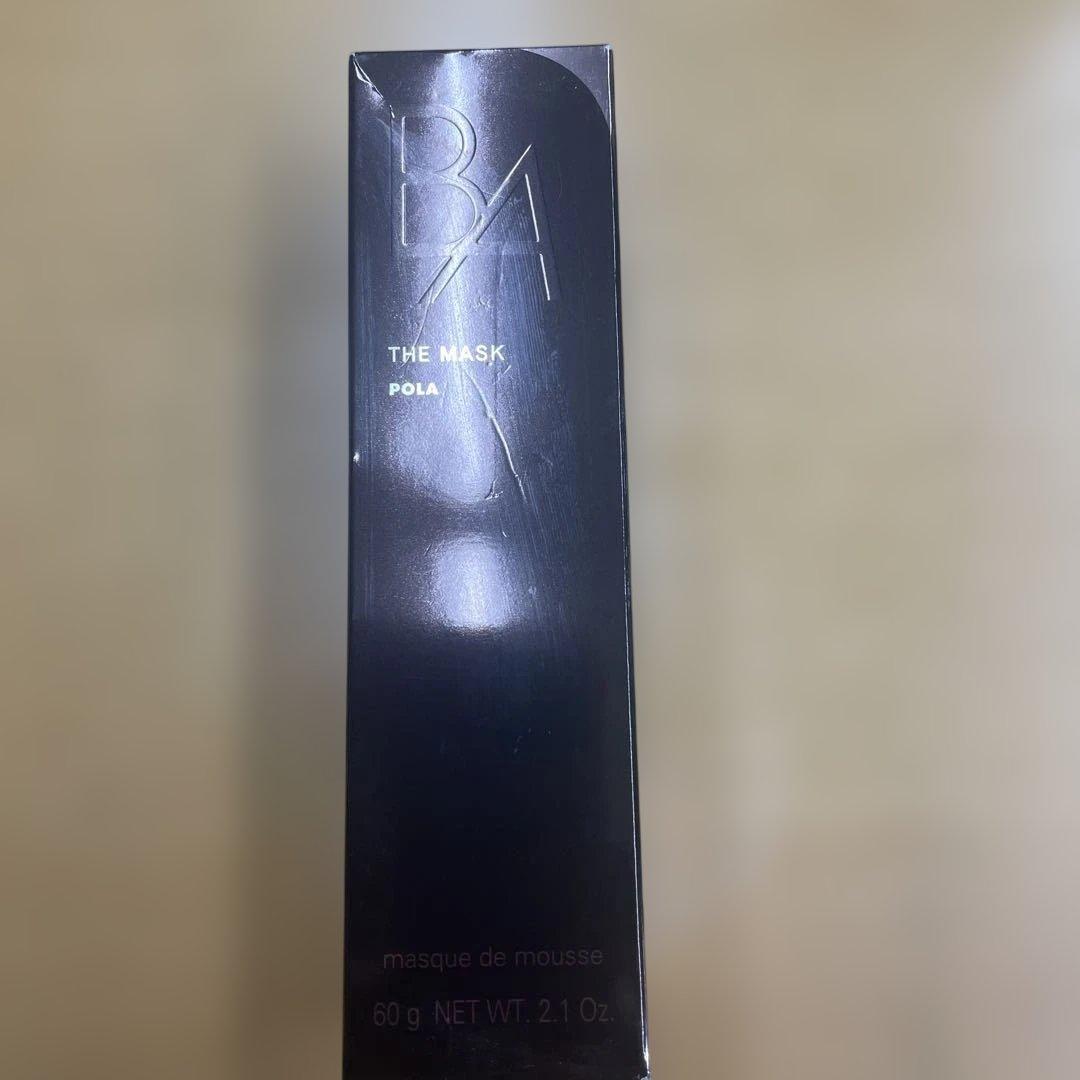 BA
THE MASK
POLA
masque de mousse
60 g NET WT. 2.1 Oz.